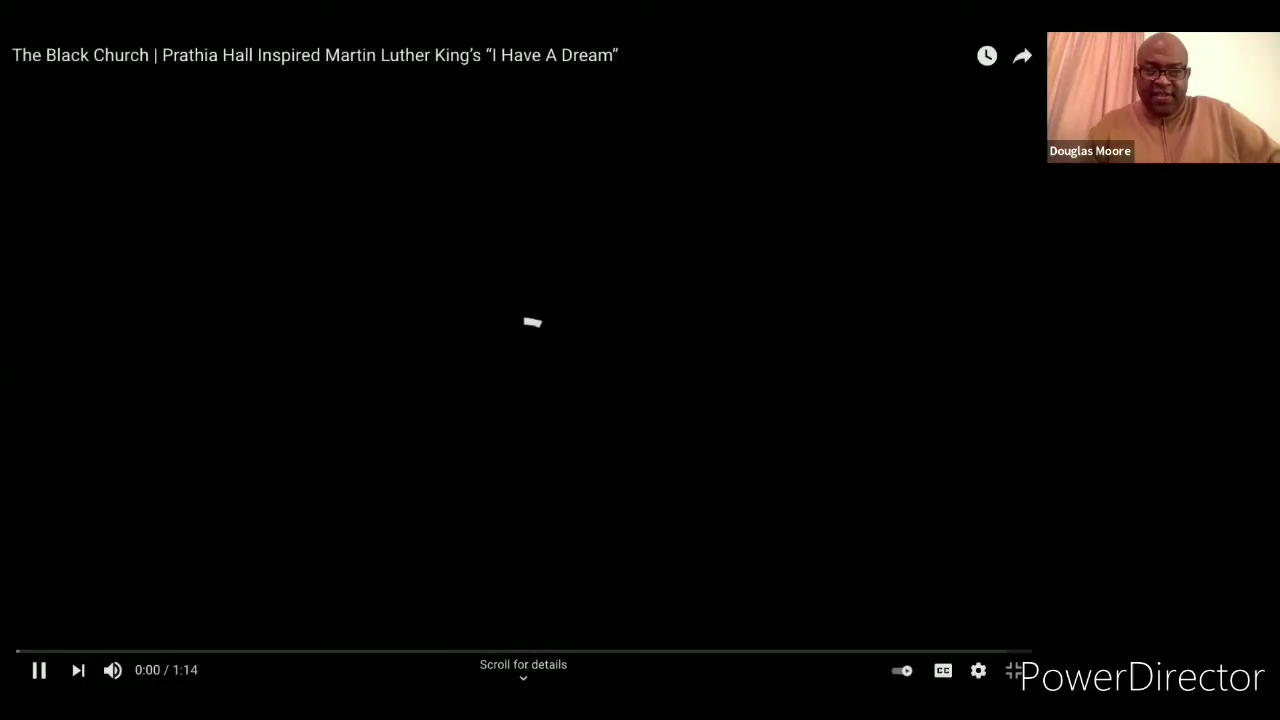 The Black Church | Prathia Hall Inspired Martin Luther King’s “I Have A Dream”
Douglas Moore
0:00 / 1:14
Scroll for details
CC
PowerDirector